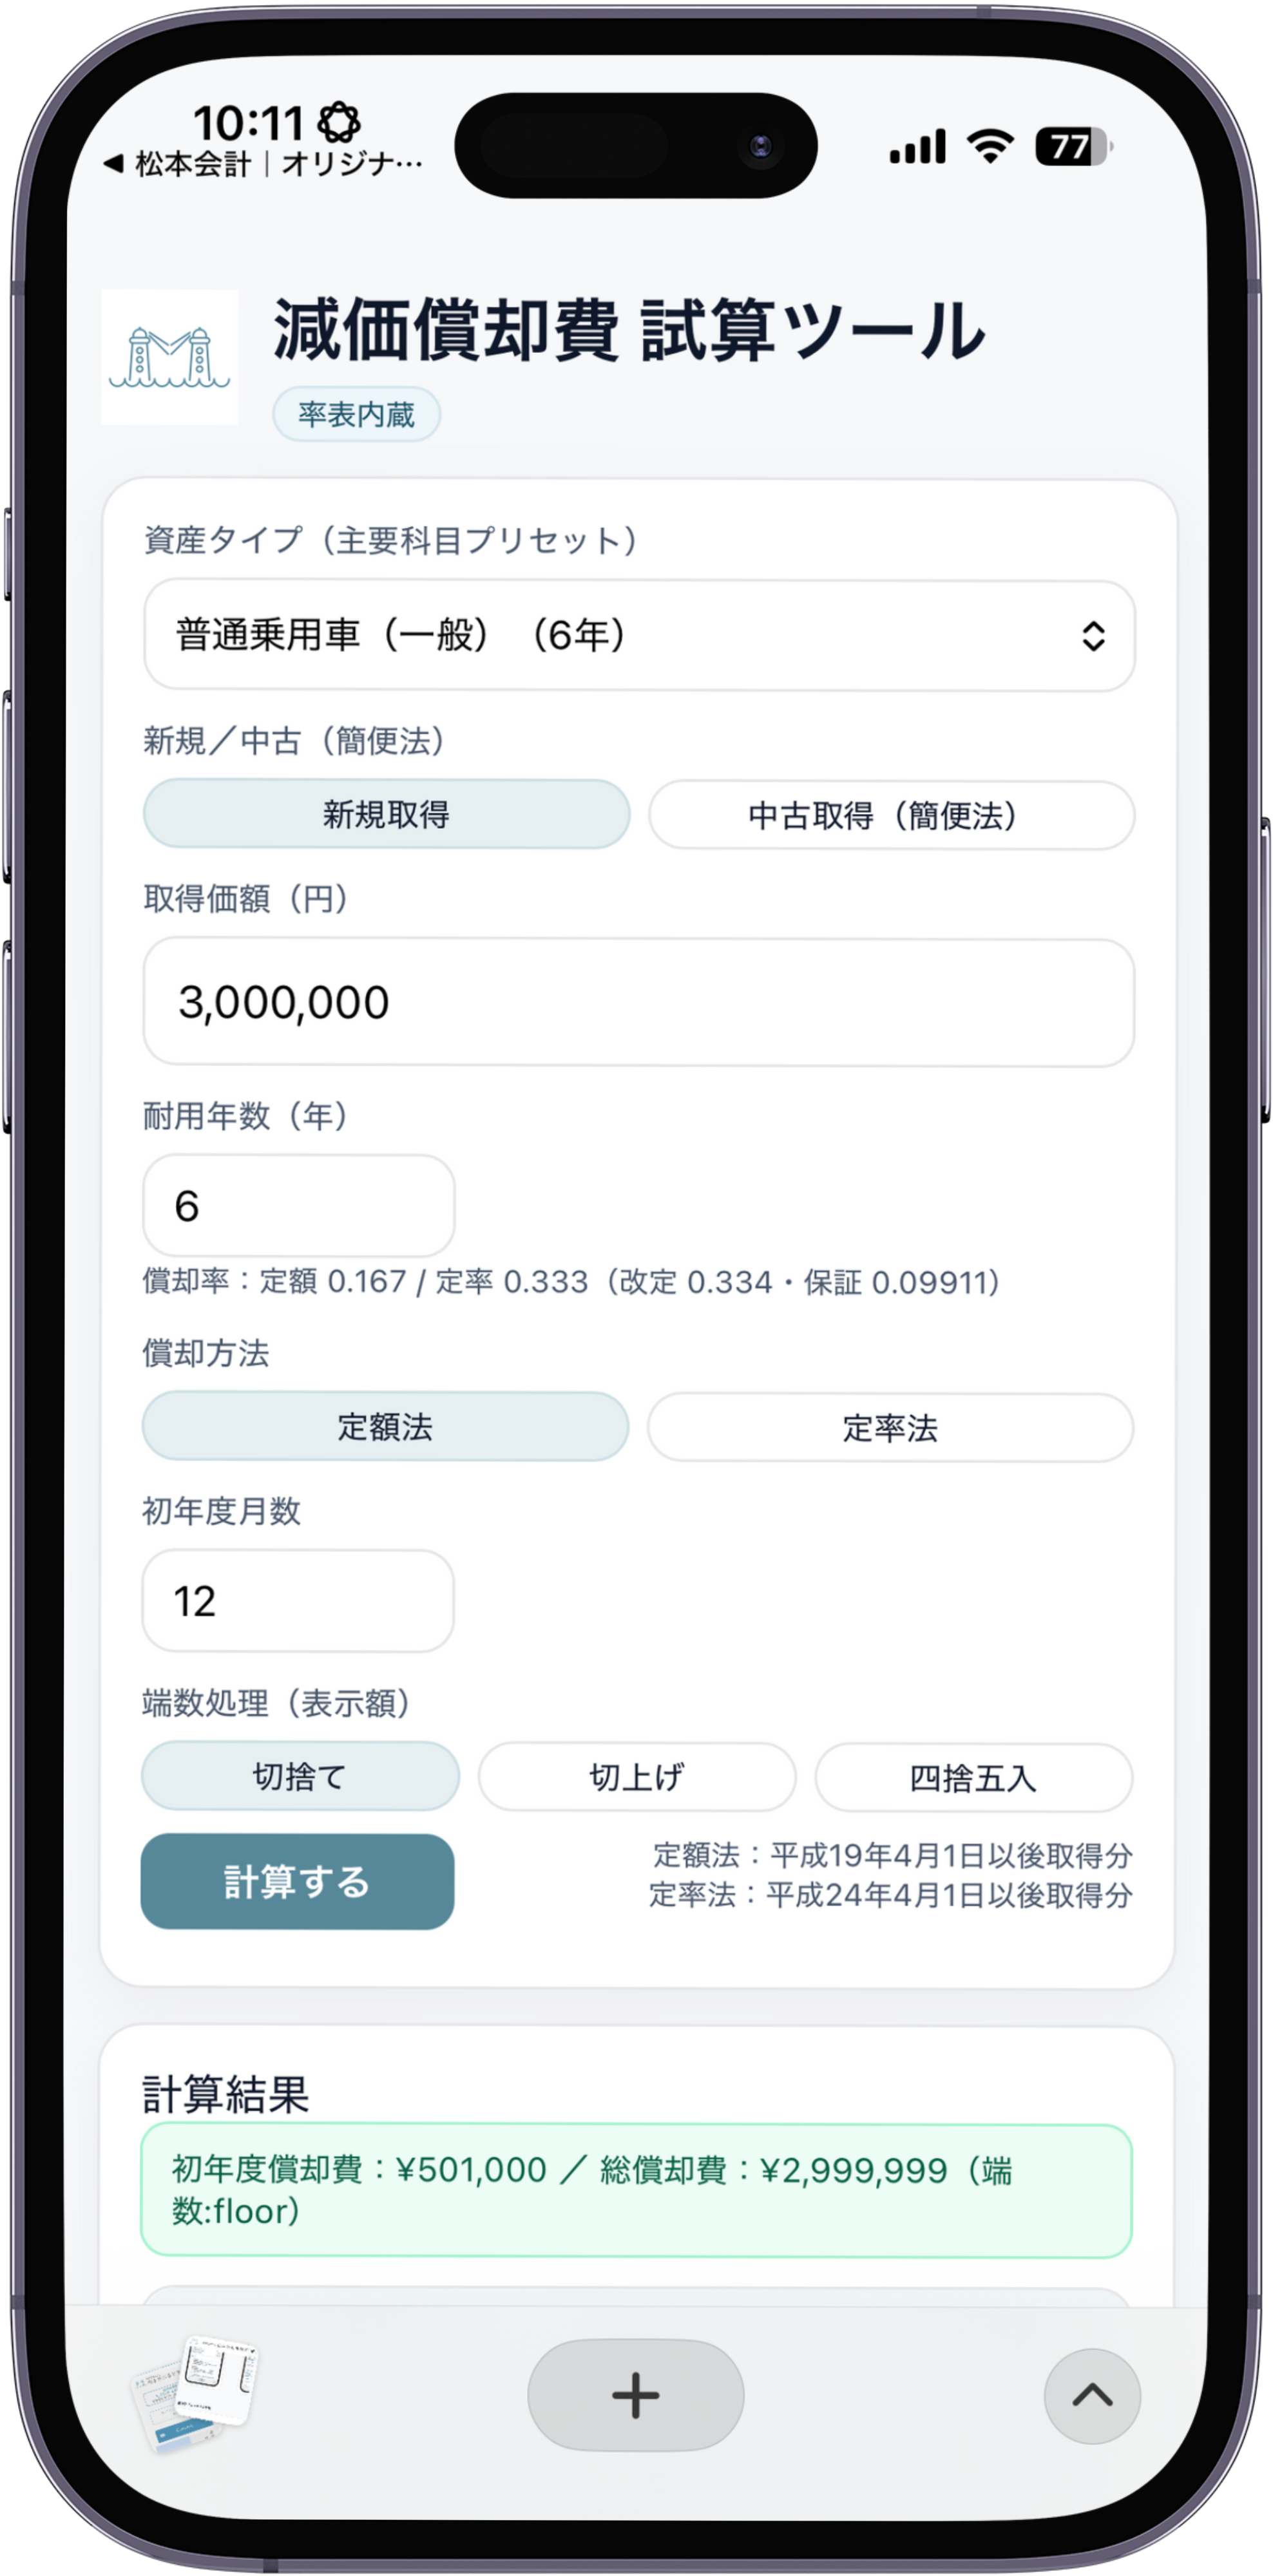 10:11
◀ 松本会計｜オリジナ…
77
減価償却費 試算ツール
率表内蔵
資産タイプ（主要科目プリセット）
普通乗用車（一般）（6年）
新規／中古（簡便法）
新規取得
中古取得（簡便法）
取得価額（円）
3,000,000
耐用年数（年）
6
償却率：定額 0.167 / 定率 0.333（改定 0.334・保証 0.09911）
償却方法
定額法
定率法
初年度月数
12
端数処理（表示額）
切捨て
切上げ
四捨五入
計算する
定額法：平成19年4月1日以後取得分
定率法：平成24年4月1日以後取得分
計算結果
初年度償却費：¥501,000 ／ 総償却費：¥2,999,999（端
数:floor）